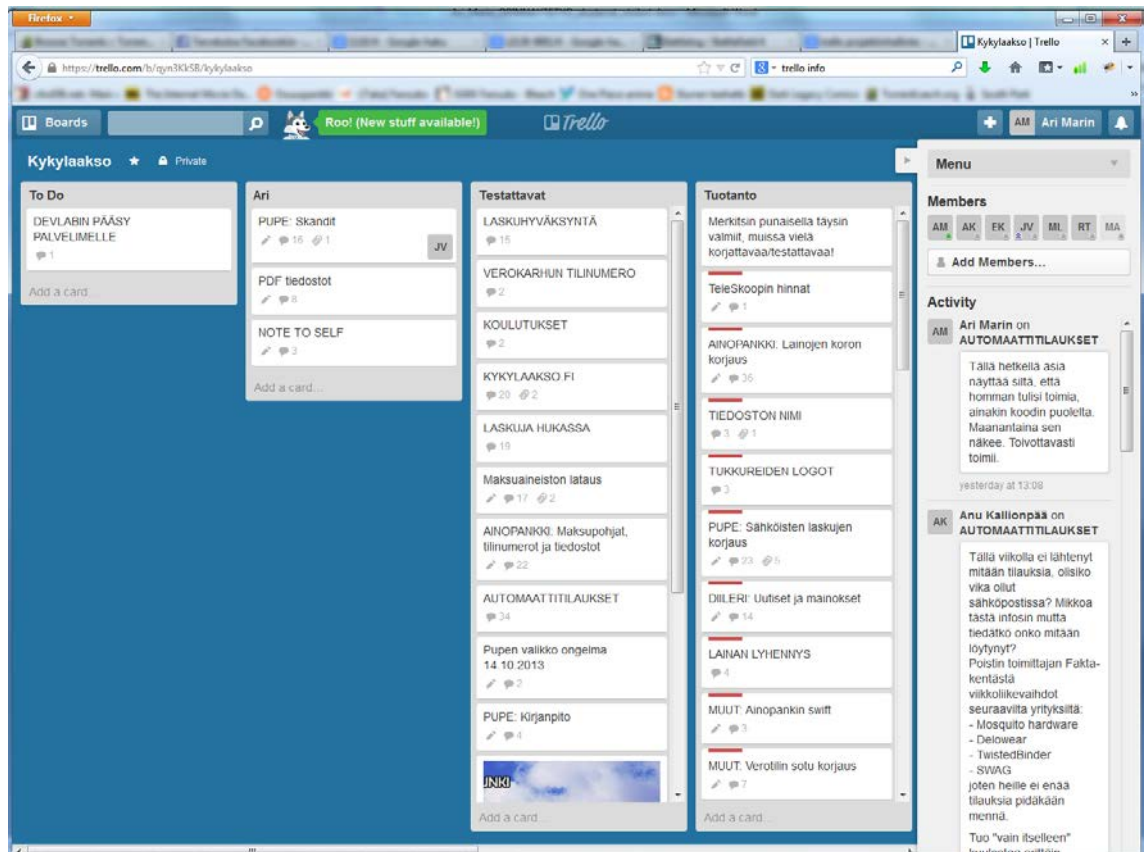 Firefox
Kykylaakso | Trello
https://trello.com/b/qyn3KkSB/kykylaakso
trello info
Boards
Roo! (New stuff available!)
Trello
AM Ari Marin
Kykylaakso
Private
To Do
DEVLABIN PÄÄSY
PALVELIMELLE
1
Add a card...
Ari
PUPE: Skandit
16 1
JV
PDF tiedostot
8
NOTE TO SELF
3
Add a card...
Testattavat
LASKUHYVÄKSYNTÄ
15
VEROKARHUN TILINUMERO
2
KOULUTUKSET
2
KYKYLAAKSO.FI
20 2
LASKUJA HUKASSA
19
Maksuaineiston lataus
17 2
AINOPANKKI: Maksupohjat,
tilinumerot ja tiedostot
22
AUTOMAATTITILAUKSET
34
Pupen valikko ongelma
14.10.2013
2
PUPE: Kirjanpito
4
Add a card...
Tuotanto
Merkitsin punaisella täysin
valmiit, muissa vielä
korjattavaa/testattavaa!
TeleSkoopin hinnat
1
AINOPANKKI: Lainojen koron
korjaus
36
TIEDOSTON NIMI
3 1
TUKKUREIDEN LOGOT
3
PUPE: Sähköisten laskujen
korjaus
23 5
DIILERI: Uutiset ja mainokset
14
LAINAN LYHENNYS
4
MUUT: Ainopankin swift
3
MUUT: Verotilin sotu korjaus
7
Add a card...
Menu
Members
AM AK EK JV ML RT MA
Add Members...
Activity
AM
Ari Marin on
AUTOMAATTITILAUKSET
Tällä hetkellä asia
näyttää siltä, että
homman tulisi toimia,
ainakin koodin puolelta.
Maanantaina sen
näkee. Toivottavasti
toimii.
yesterday at 13:08
AK
Anu Kallionpää on
AUTOMAATTITILAUKSET
Tällä viikolla ei lähtenyt
mitään tilauksia, olisiko
vika ollut
sähköpostissa? Mikkoa
tästä infosin mutta
tiedätkö onko mitään
löytynyt?
Poistin toimittajan Fakta-
kentästä
viikkoliikevaihdot
seuraavilta yrityksiltä:
- Mosquito hardware
- Delowear
- TwistedBinder
- SWAG
joten heille ei enää
tilauksia pidäkään
mennä.
Tuo "vain itselleen"